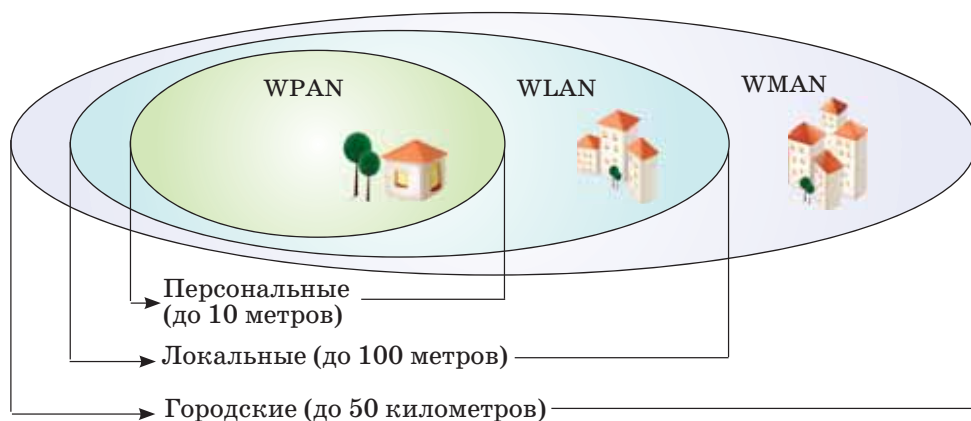 WPAN
WLAN
WMAN
Персональные
(до 10 метров)
Локальные (до 100 метров)
Городские (до 50 километров)